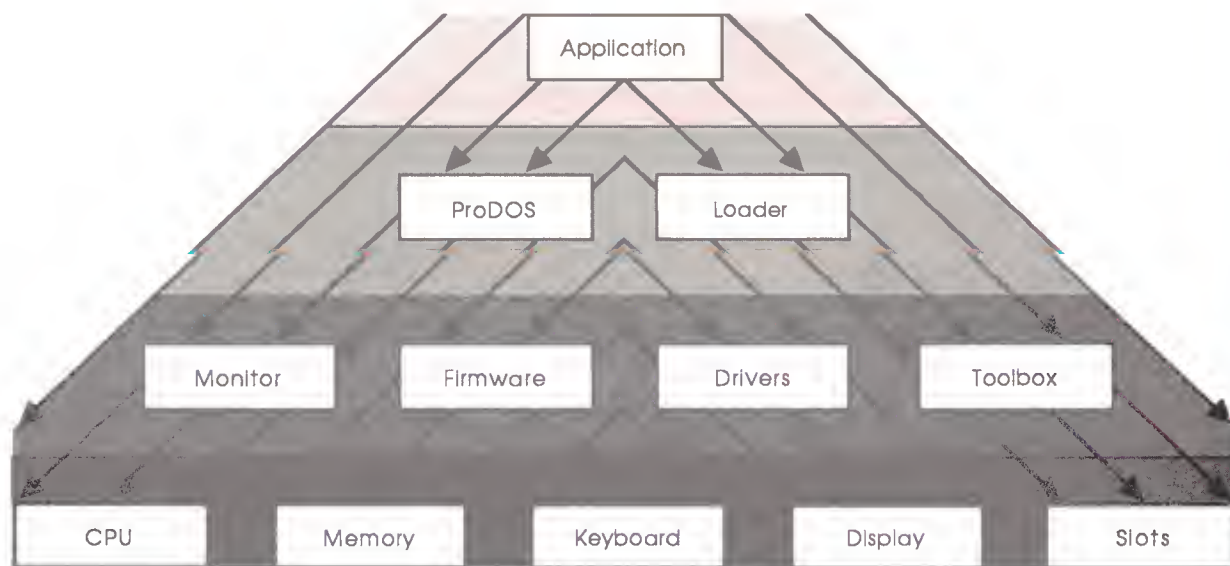 Application
ProDOS Loader
Monitor Firmware Drivers Toolbox
CPU Memory Keyboard Display Slots